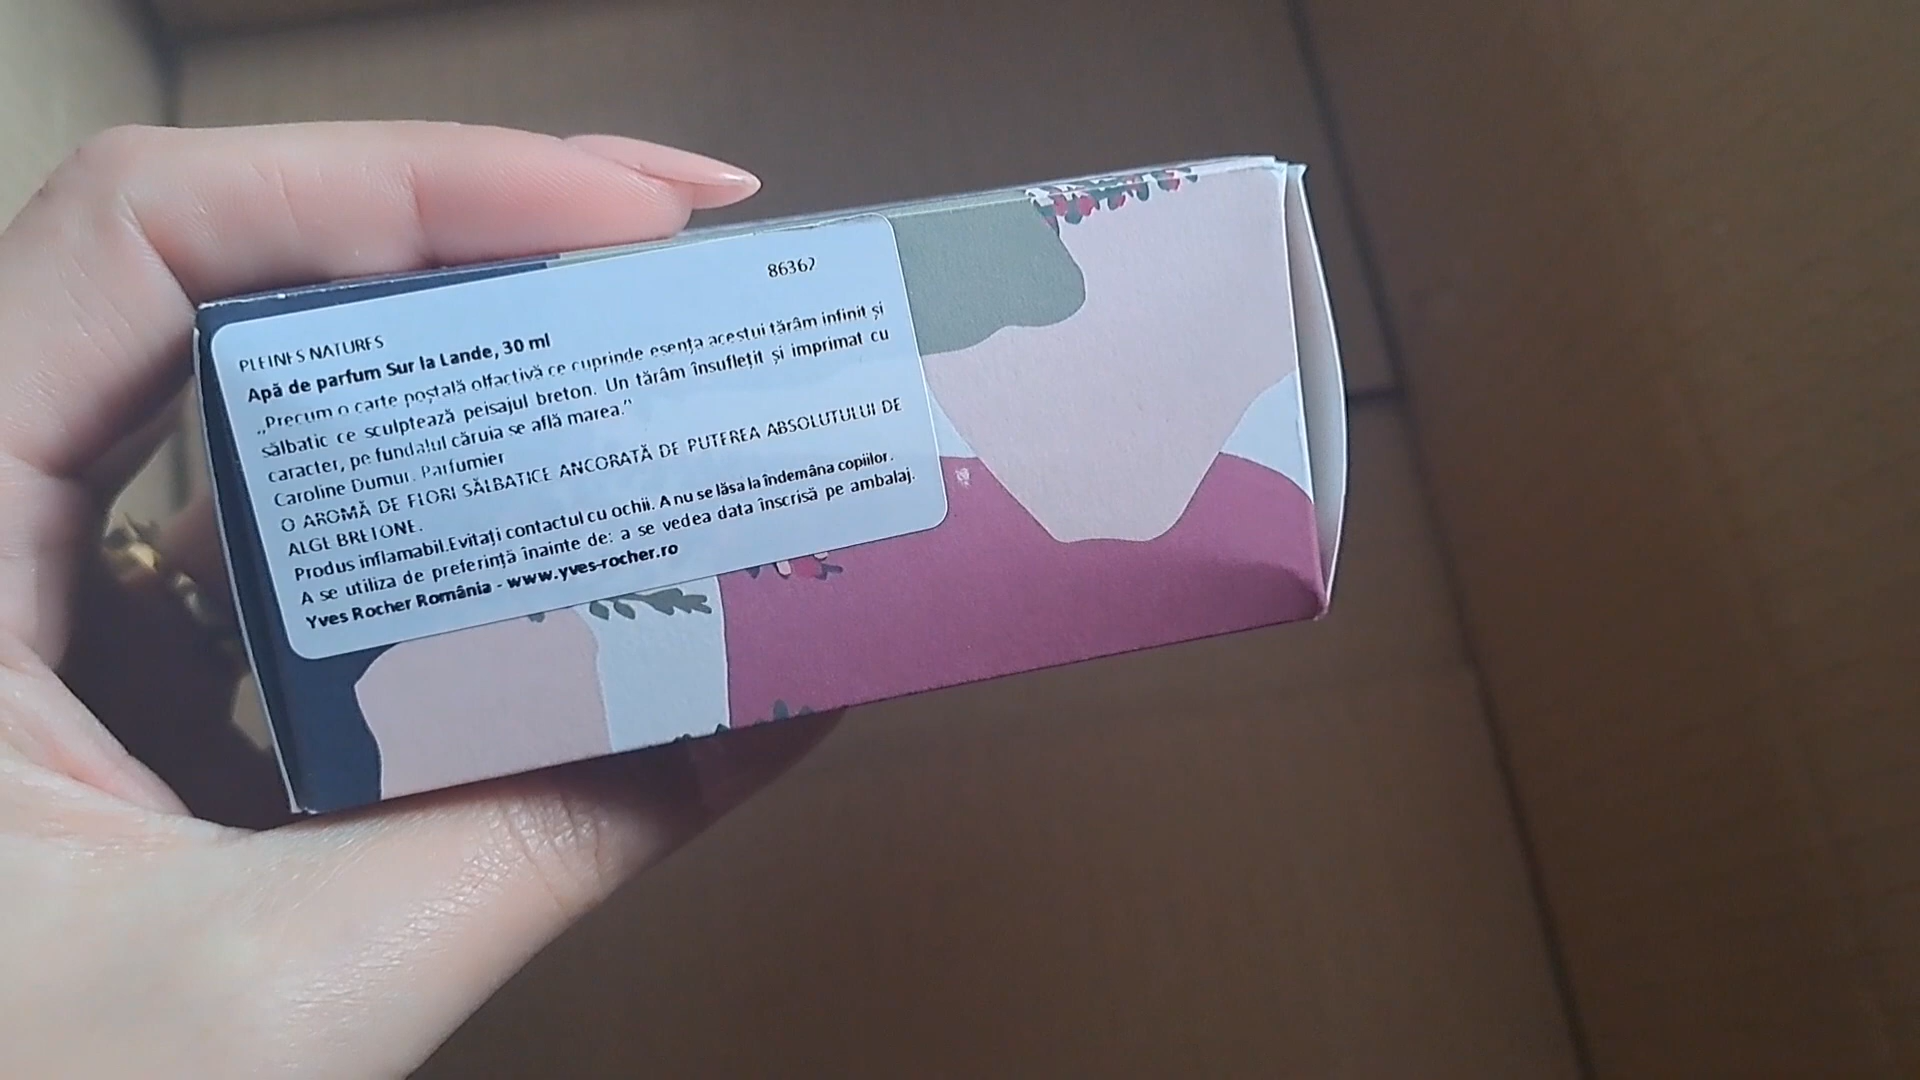 86362
PLEINES NATURES
Apă de parfum Sur la Lande, 30 ml
„Precum o carte poștală olfactivă ce cuprinde esența acestui tărâm infinit și
sălbatic ce sculptează peisajul breton. Un tărâm însuflețit și imprimat cu
caracter, pe fundalul căruia se află marea.”
Caroline Dumur. Parfumier
O AROMĂ DE FLORI SĂLBATICE ANCORATĂ DE PUTEREA ABSOLUTULUI DE
ALGE BRETONE.
Produs inflamabil.Evitați contactul cu ochii. A nu se lăsa la îndemâna copiilor.
A se utiliza de preferință înainte de: a se vedea data înscrisă pe ambalaj.
Yves Rocher România - www.yves-rocher.ro